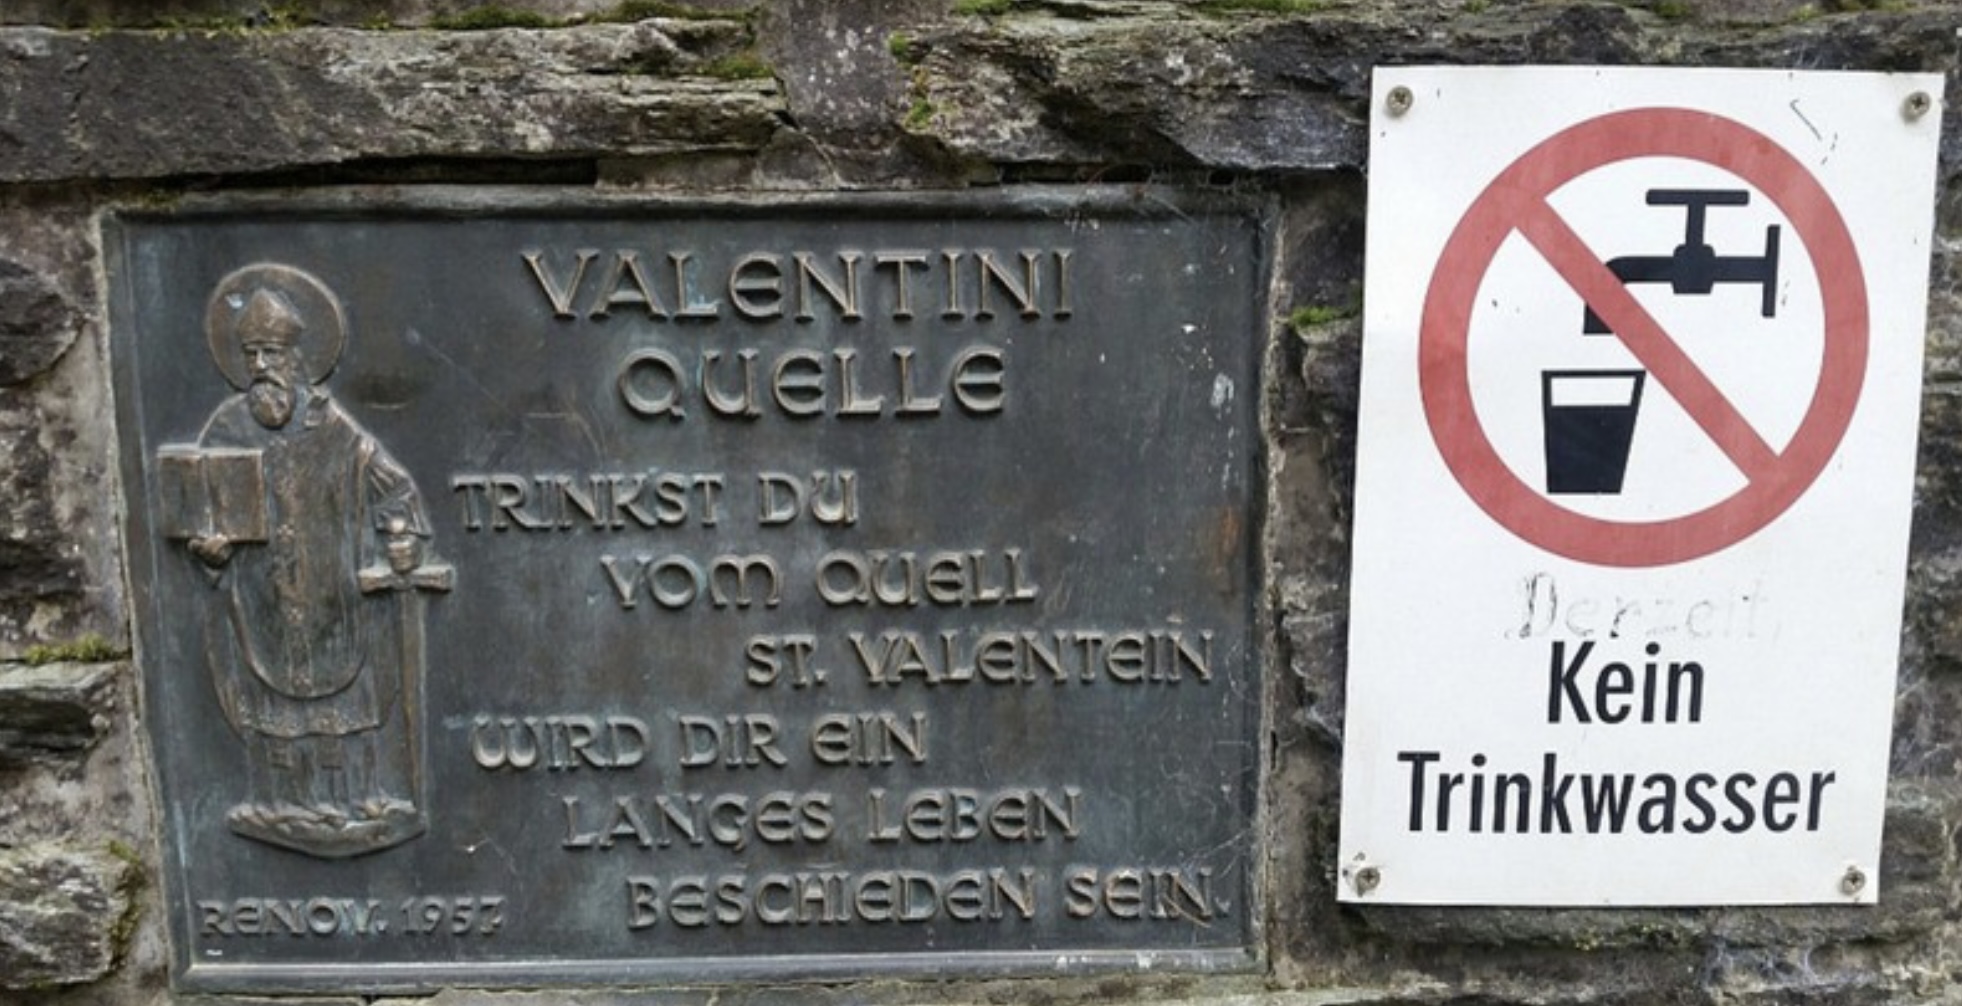 VALENTINI
QUELLE
TRINKST DU
VOM QUELL
ST. VALENTEIN
WIRD DIR EIN
LANGES LEBEN
BESCHIEDEN SEIN.
RENOV. 1957
Derzeit
Kein
Trinkwasser